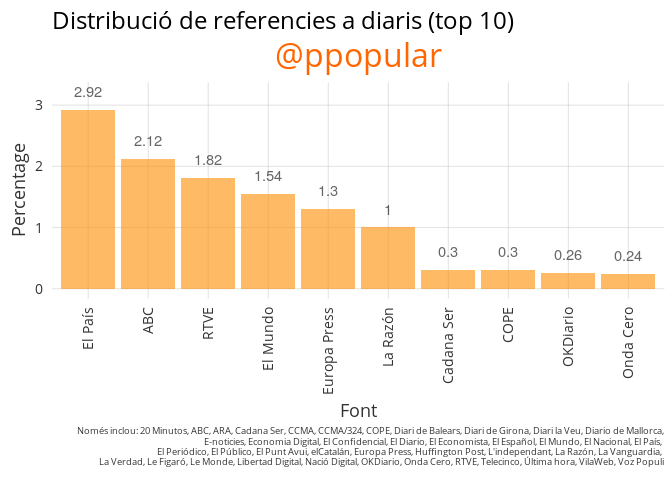 Distribució de referencies a diaris (top 10)
@ppopular
Percentage
3
2
1
0
2.92
2.12
1.82
1.54
1.3
1
0.3
0.3
0.26
0.24
El País
ABC
RTVE
El Mundo
Europa Press
La Razón
Cadana Ser
COPE
OKDiario
Onda Cero
Font
Només inclou: 20 Minutos, ABC, ARA, Cadana Ser, CCMA, CCMA/324, COPE, Diari de Balears, Diari de Girona, Diari la Veu, Diario de Mallorca,
E-noticies, Economia Digital, El Confidencial, El Diario, El Economista, El Español, El Mundo, El Nacional, El País,
El Periódico, El Público, El Punt Avui, elCatalán, Europa Press, Huffington Post, L'independant, La Razón, La Vanguardia,
La Verdad, Le Figaró, Le Monde, Libertad Digital, Nació Digital, OKDiario, Onda Cero, RTVE, Telecinco, Última hora, VilaWeb, Voz Populi